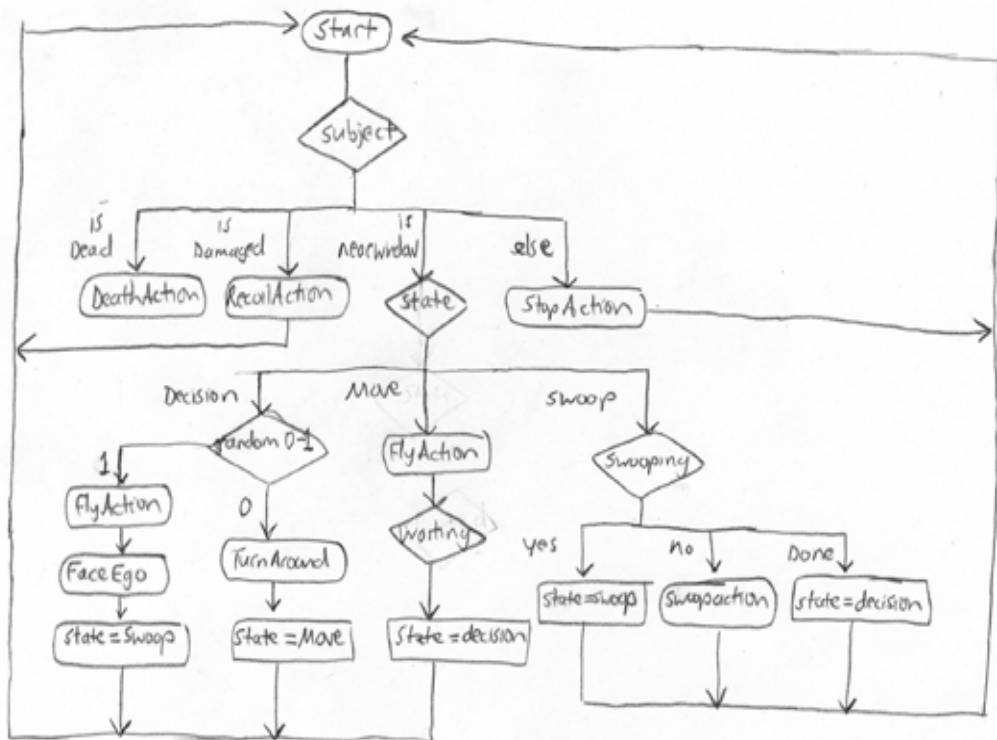 Start
subject
is
Dead
is
Damaged
is
nearwindow
else
DeathAction
RecoilAction
state
StopAction
Decision
Move
swoop
random 0-1
FlyAction
swooping
1
FlyAction
0
yes
no
Done
FaceEgo
TurnAround
state=swoop
swoopaction
state=decision
state=swoop
state=Move
state=decision